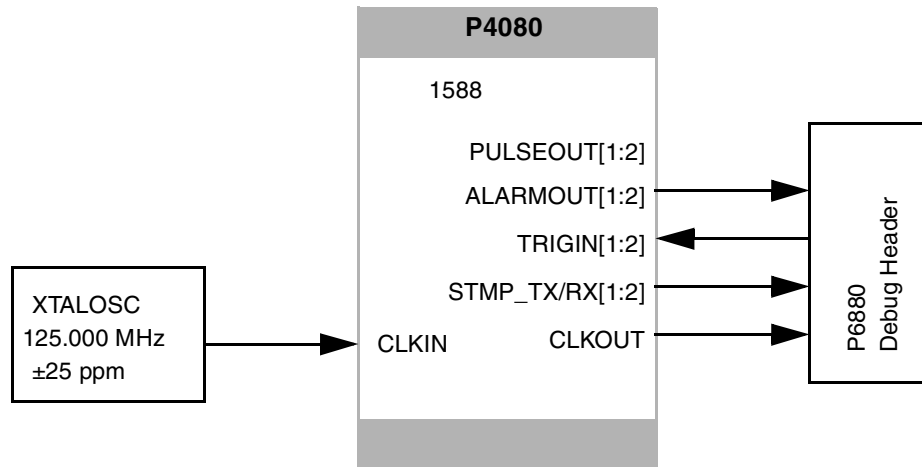 P4080
1588
PULSEOUT[1:2]
ALARMOUT[1:2]
TRIGIN[1:2]
STMP_TX/RX[1:2]
CLKIN
CLKOUT
XTALOSC
125.000 MHz
±25 ppm
P6880
Debug Header